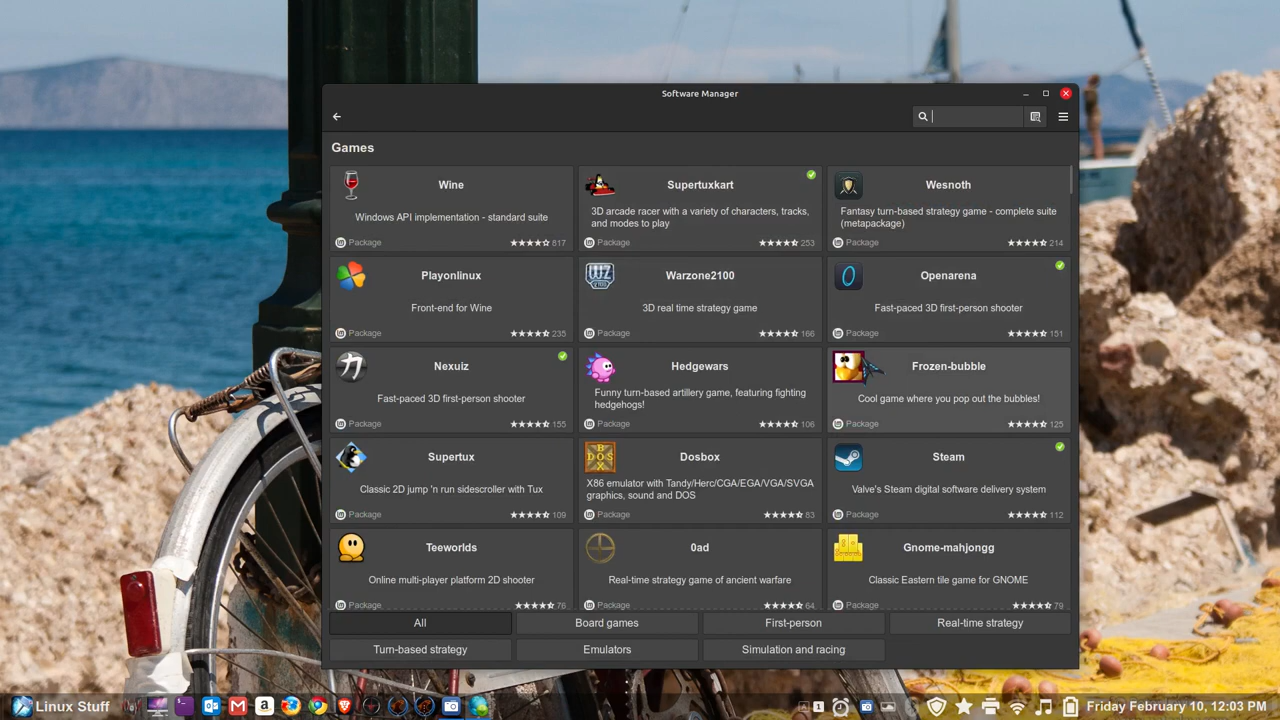 Software Manager
Games
Wine
Windows API implementation - standard suite
Package 817
Supertuxkart
3D arcade racer with a variety of characters, tracks,
and modes to play
Package 253
Wesnoth
Fantasy turn-based strategy game - complete suite
(metapackage)
Package 214
Playonlinux
Front-end for Wine
Package 235
WZ
2100
Warzone2100
3D real time strategy game
Package 166
Openarena
Fast-paced 3D first-person shooter
Package 151
Nexuiz
Fast-paced 3D first-person shooter
Package 155
Hedgewars
Funny turn-based artillery game, featuring fighting
hedgehogs!
Package 106
Frozen-bubble
Cool game where you pop out the bubbles!
Package 125
Supertux
Classic 2D jump 'n run sidescroller with Tux
Package 109
DOS
BOX
Dosbox
X86 emulator with Tandy/Herc/CGA/EGA/VGA/SVGA
graphics, sound and DOS
Package 83
Steam
Valve's Steam digital software delivery system
Package 112
Teeworlds
Online multi-player platform 2D shooter
Package 76
0ad
Real-time strategy game of ancient warfare
Package 64
Gnome-mahjongg
Classic Eastern tile game for GNOME
Package 79
All
Board games
First-person
Real-time strategy
Turn-based strategy
Emulators
Simulation and racing
Linux Stuff
1
Friday February 10, 12:03 PM